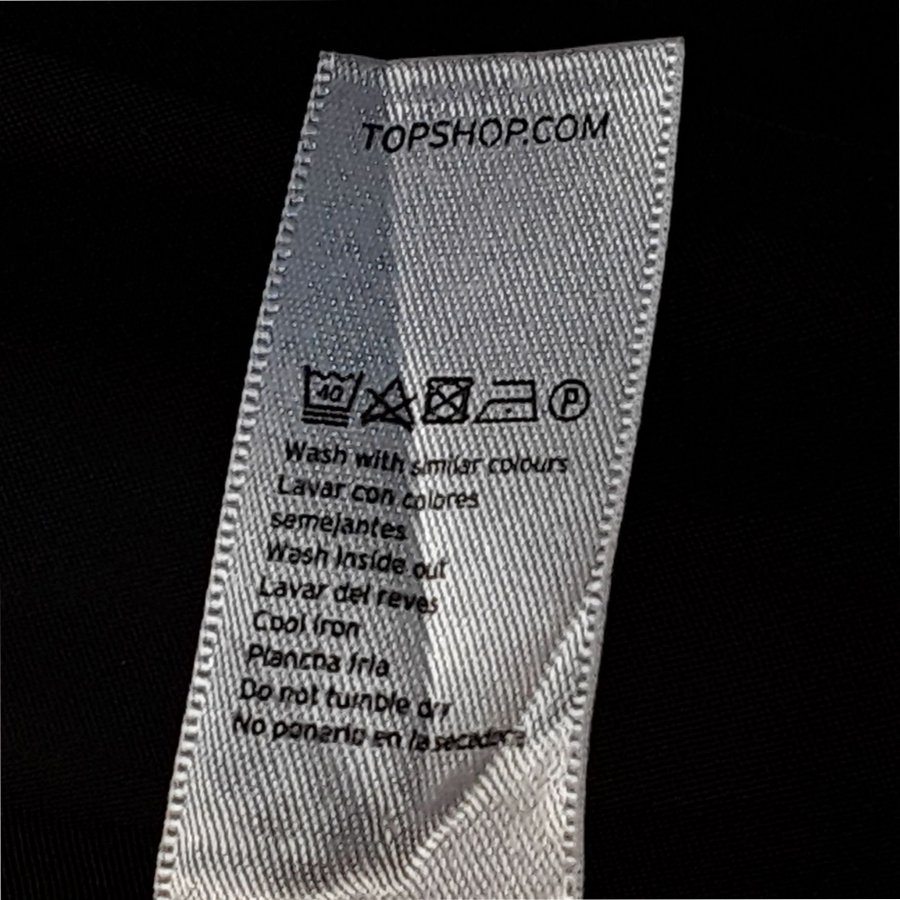 TOPSHOP.COM
40 P
Wash with similar colours
Lavar con colores
semejantes
Wash inside out
Lavar del reves
Cool iron
Plancha fria
Do not tumble dry
No ponerlo en la secadora